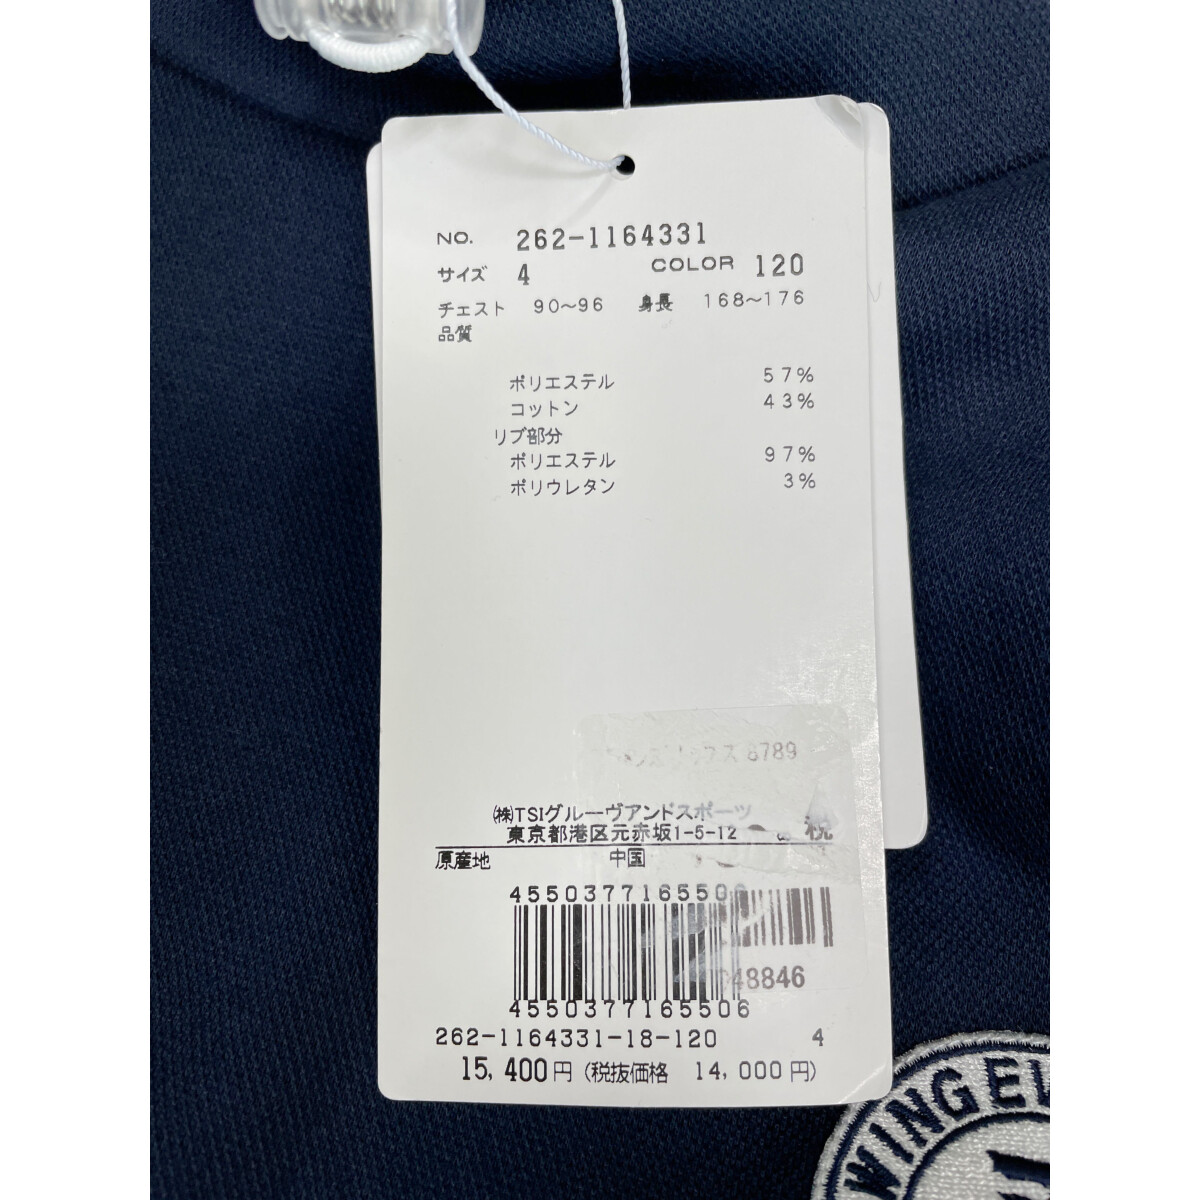 NO. 262-1164331
サイズ 4 COLOR 120
チェスト 90~96 身長 168~176
品質
ポリエステル 57%
コットン 43%
リブ部分
ポリエステル 97%
ポリウレタン 3%
8789
㈱TSIグルーヴアンドスポーツ
東京都港区元赤坂1-5-12 税
原産地 中国
4550377165506
48846
4550377165506
262-1164331-18-120 4
15,400円 (税抜価格 14,000円)
WING